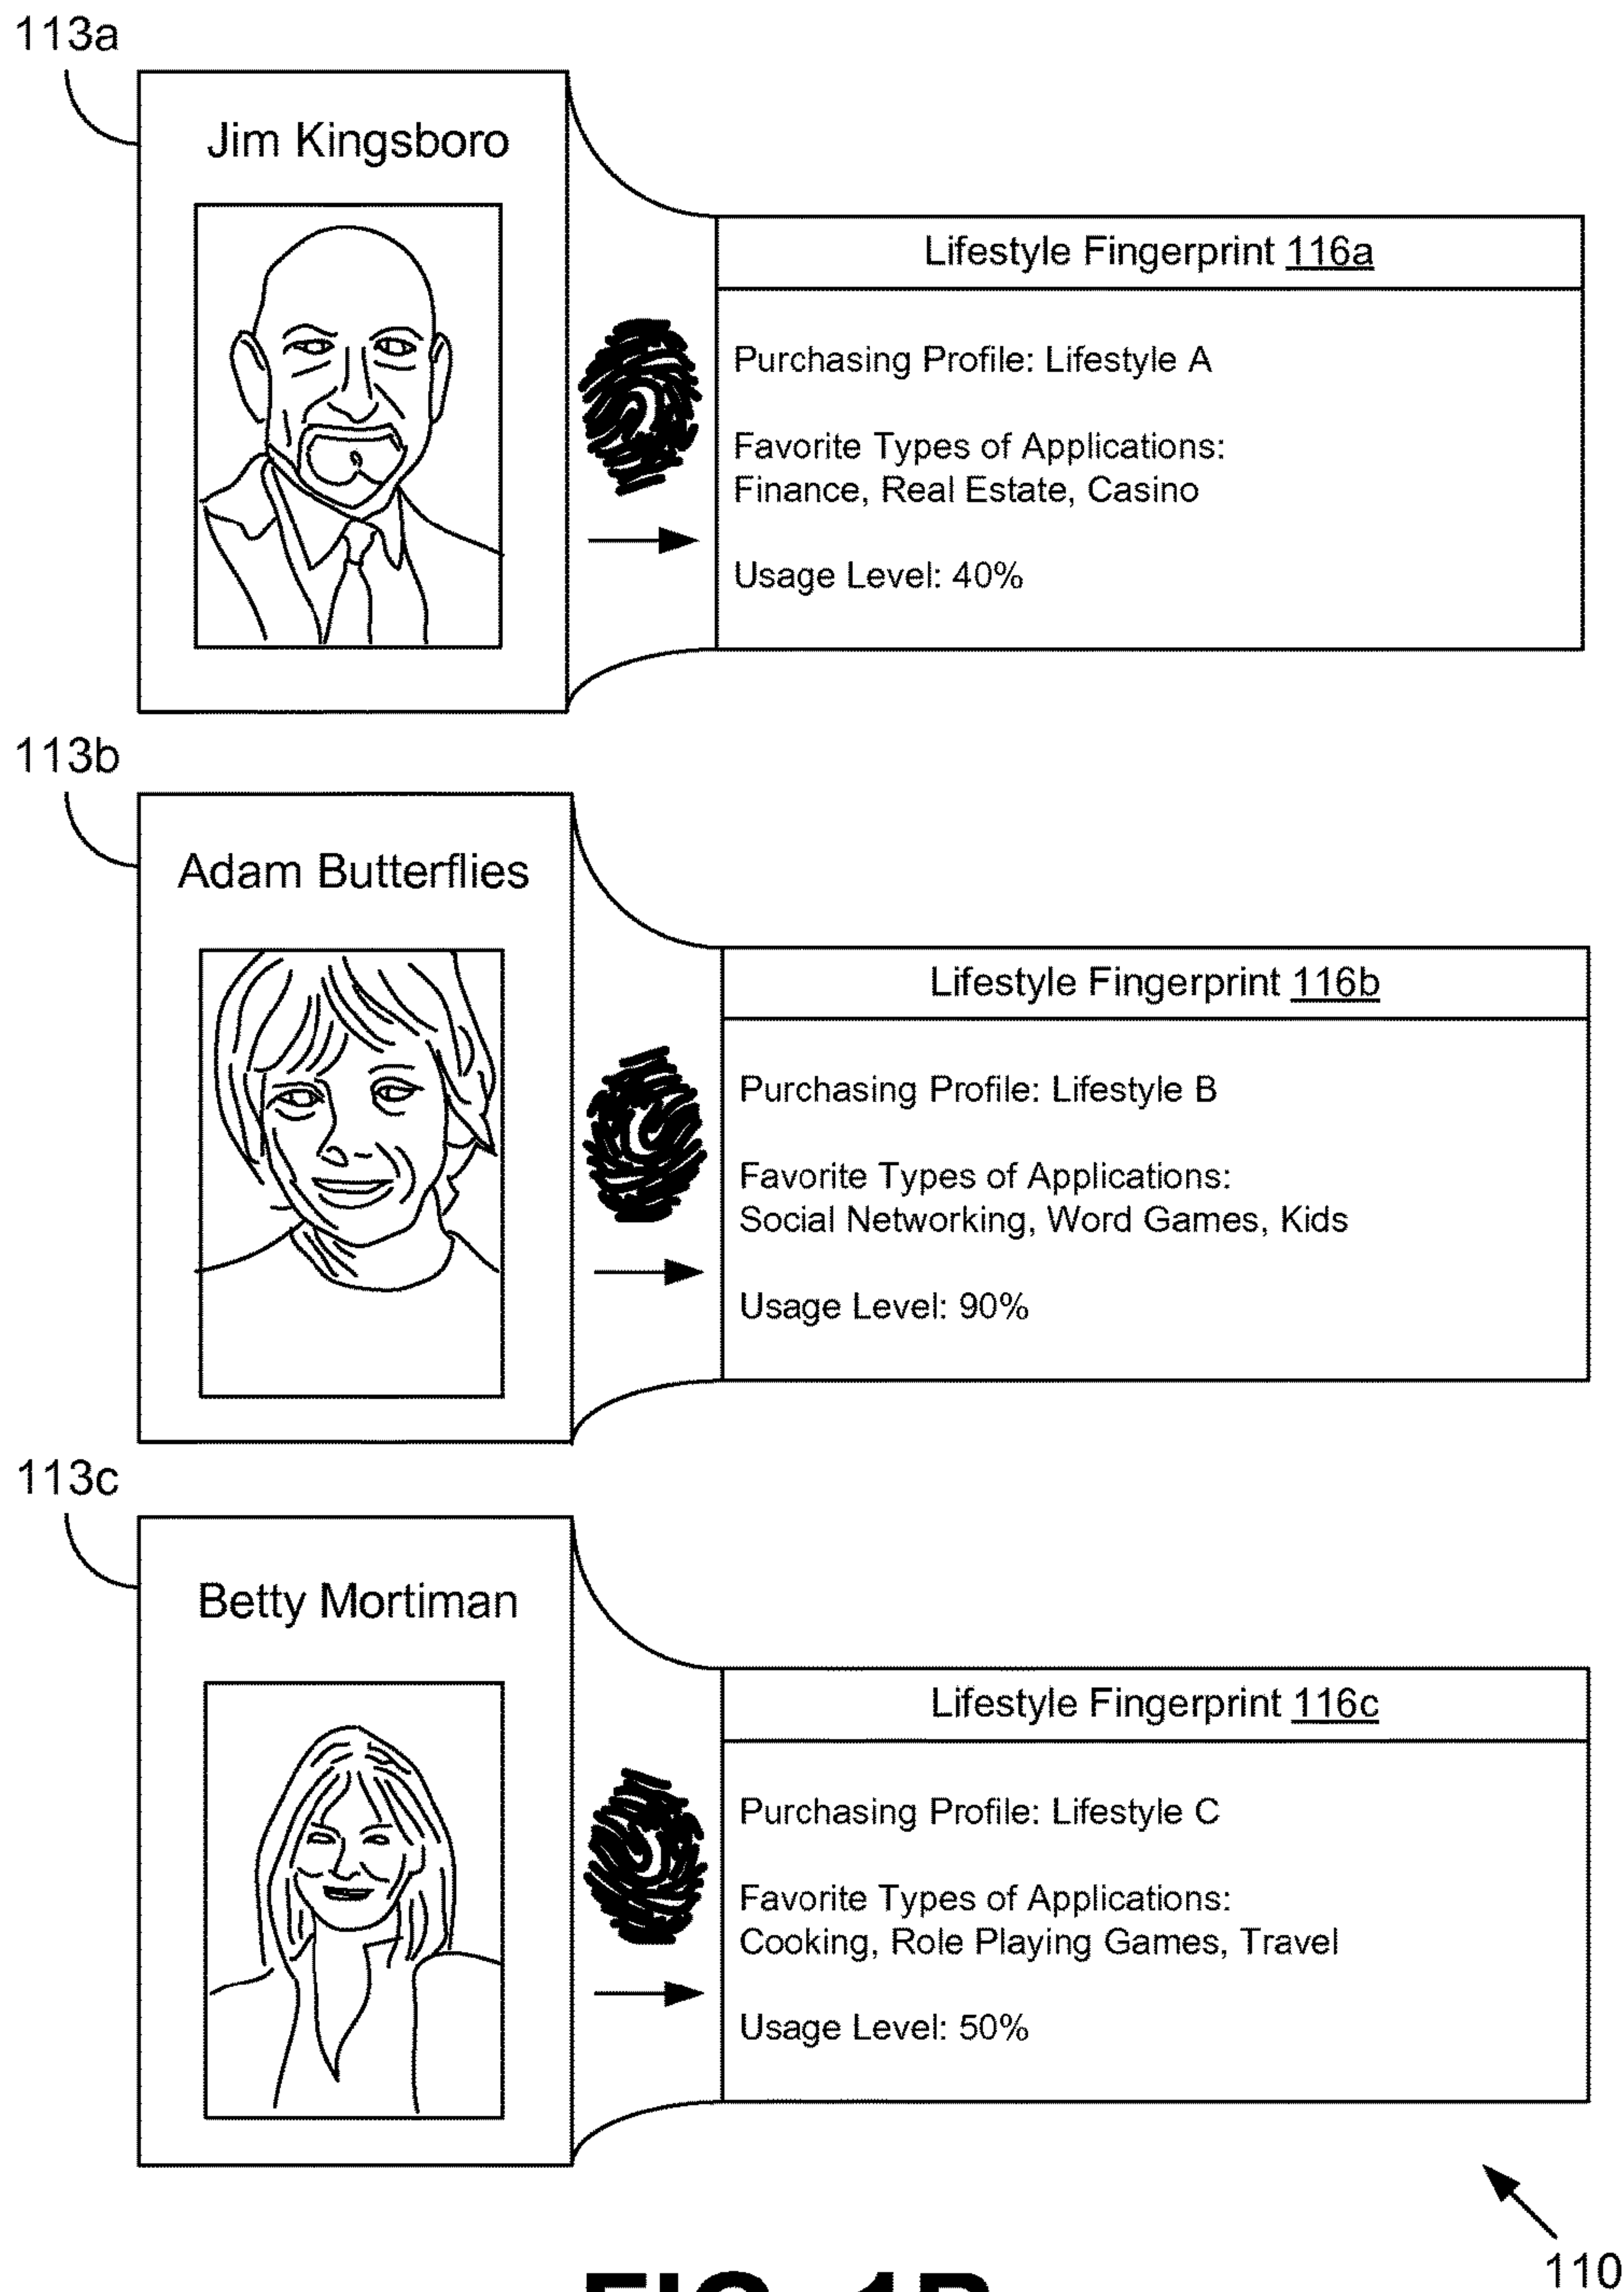 113a
Jim Kingsboro
Lifestyle Fingerprint 116a
Purchasing Profile: Lifestyle A
Favorite Types of Applications:
Finance, Real Estate, Casino
Usage Level: 40%
113b
Adam Butterflies
Lifestyle Fingerprint 116b
Purchasing Profile: Lifestyle B
Favorite Types of Applications:
Social Networking, Word Games, Kids
Usage Level: 90%
113c
Betty Mortiman
Lifestyle Fingerprint 116c
Purchasing Profile: Lifestyle C
Favorite Types of Applications:
Cooking, Role Playing Games, Travel
Usage Level: 50%
110
FIG. 1B